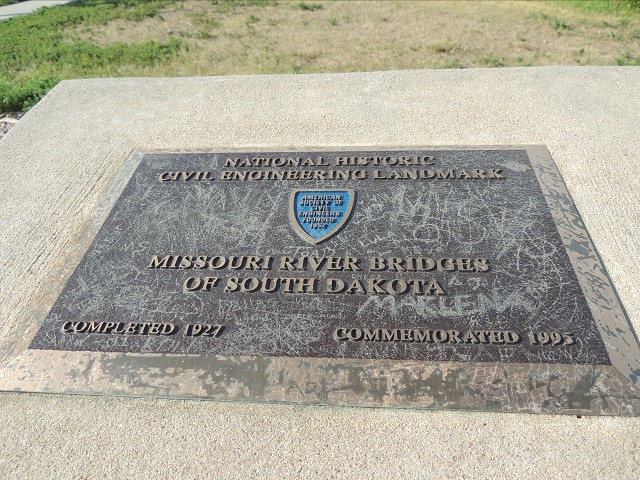 NATIONAL HISTORIC
CIVIL ENGINEERING LANDMARK
AMERICAN
SOCIETY OF
CIVIL
ENGINEERS
FOUNDED
1852
MISSOURI RIVER BRIDGES
OF SOUTH DAKOTA
MARLENA
COMPLETED 1927
COMMEMORATED 1995